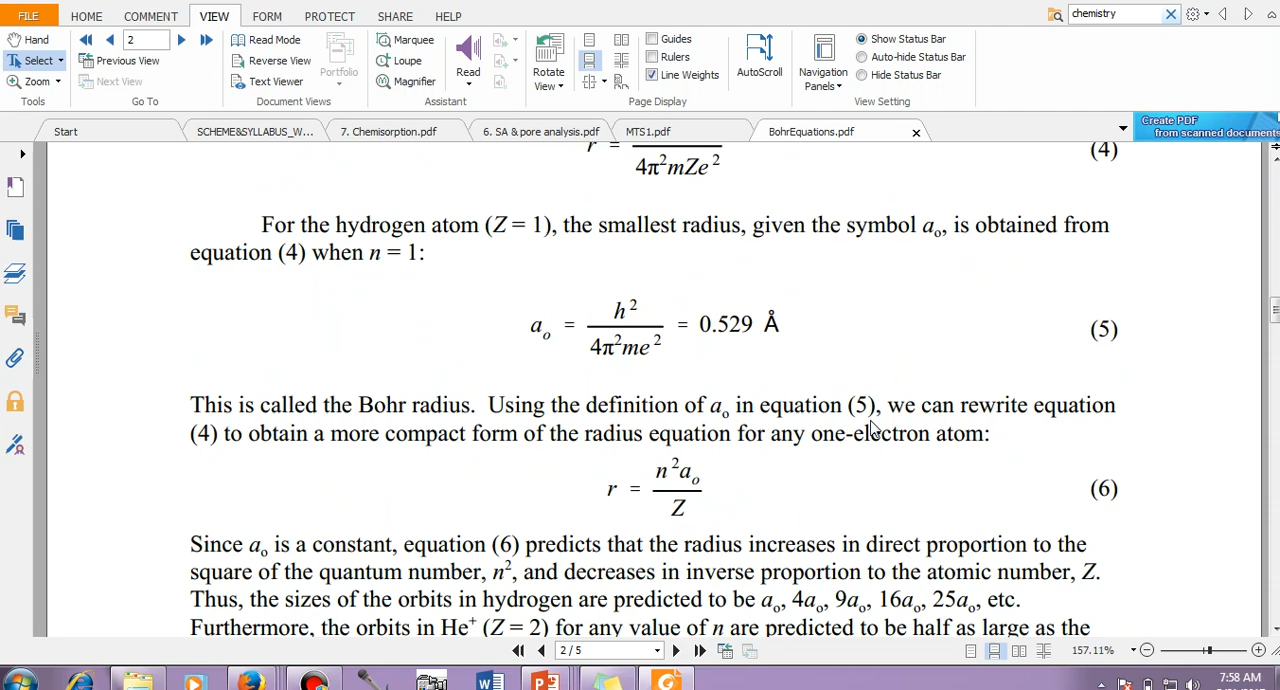 FILE HOME COMMENT VIEW FORM PROTECT SHARE HELP chemistry
Hand 2 Read Mode Marquee Guides Show Status Bar
Select Previous View Reverse View Portfolio Loupe Read Rotate View Rulers AutoScroll Navigation Panels Auto-hide Status Bar
Zoom Next View Text Viewer Magnifier Line Weights Hide Status Bar
Tools Go To Document Views Assistant Page Display View Setting
Start SCHEME&SYLLABUS_W... 7. Chemisorption.pdf 6. SA & pore analysis.pdf MTS1.pdf BohrEquations.pdf Create PDF
from scanned documents
r = 4π²mZe² (4)
For the hydrogen atom (Z = 1), the smallest radius, given the symbol aₒ, is obtained from
equation (4) when n = 1:
aₒ = h² / 4π²me² = 0.529 Å (5)
This is called the Bohr radius. Using the definition of aₒ in equation (5), we can rewrite equation
(4) to obtain a more compact form of the radius equation for any one-electron atom:
r = n²aₒ / Z (6)
Since aₒ is a constant, equation (6) predicts that the radius increases in direct proportion to the
square of the quantum number, n², and decreases in inverse proportion to the atomic number, Z.
Thus, the sizes of the orbits in hydrogen are predicted to be aₒ, 4aₒ, 9aₒ, 16aₒ, 25aₒ, etc.
Furthermore, the orbits in He⁺ (Z = 2) for any value of n are predicted to be half as large as the
2 / 5 157.11%
7:58 AM